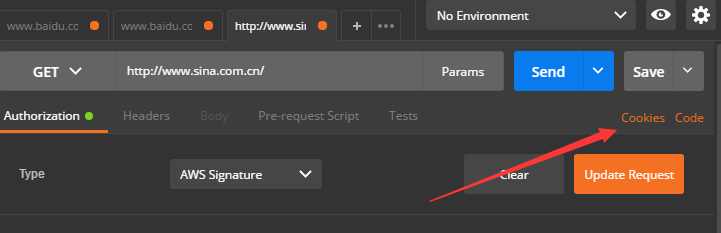 www.baidu.cc
www.baidu.cc
http://www.sin
+
No Environment
GET
http://www.sina.com.cn/
Params
Send
Save
Authorization
Headers
Body
Pre-request Script
Tests
Cookies
Code
Type
AWS Signature
Clear
Update Request